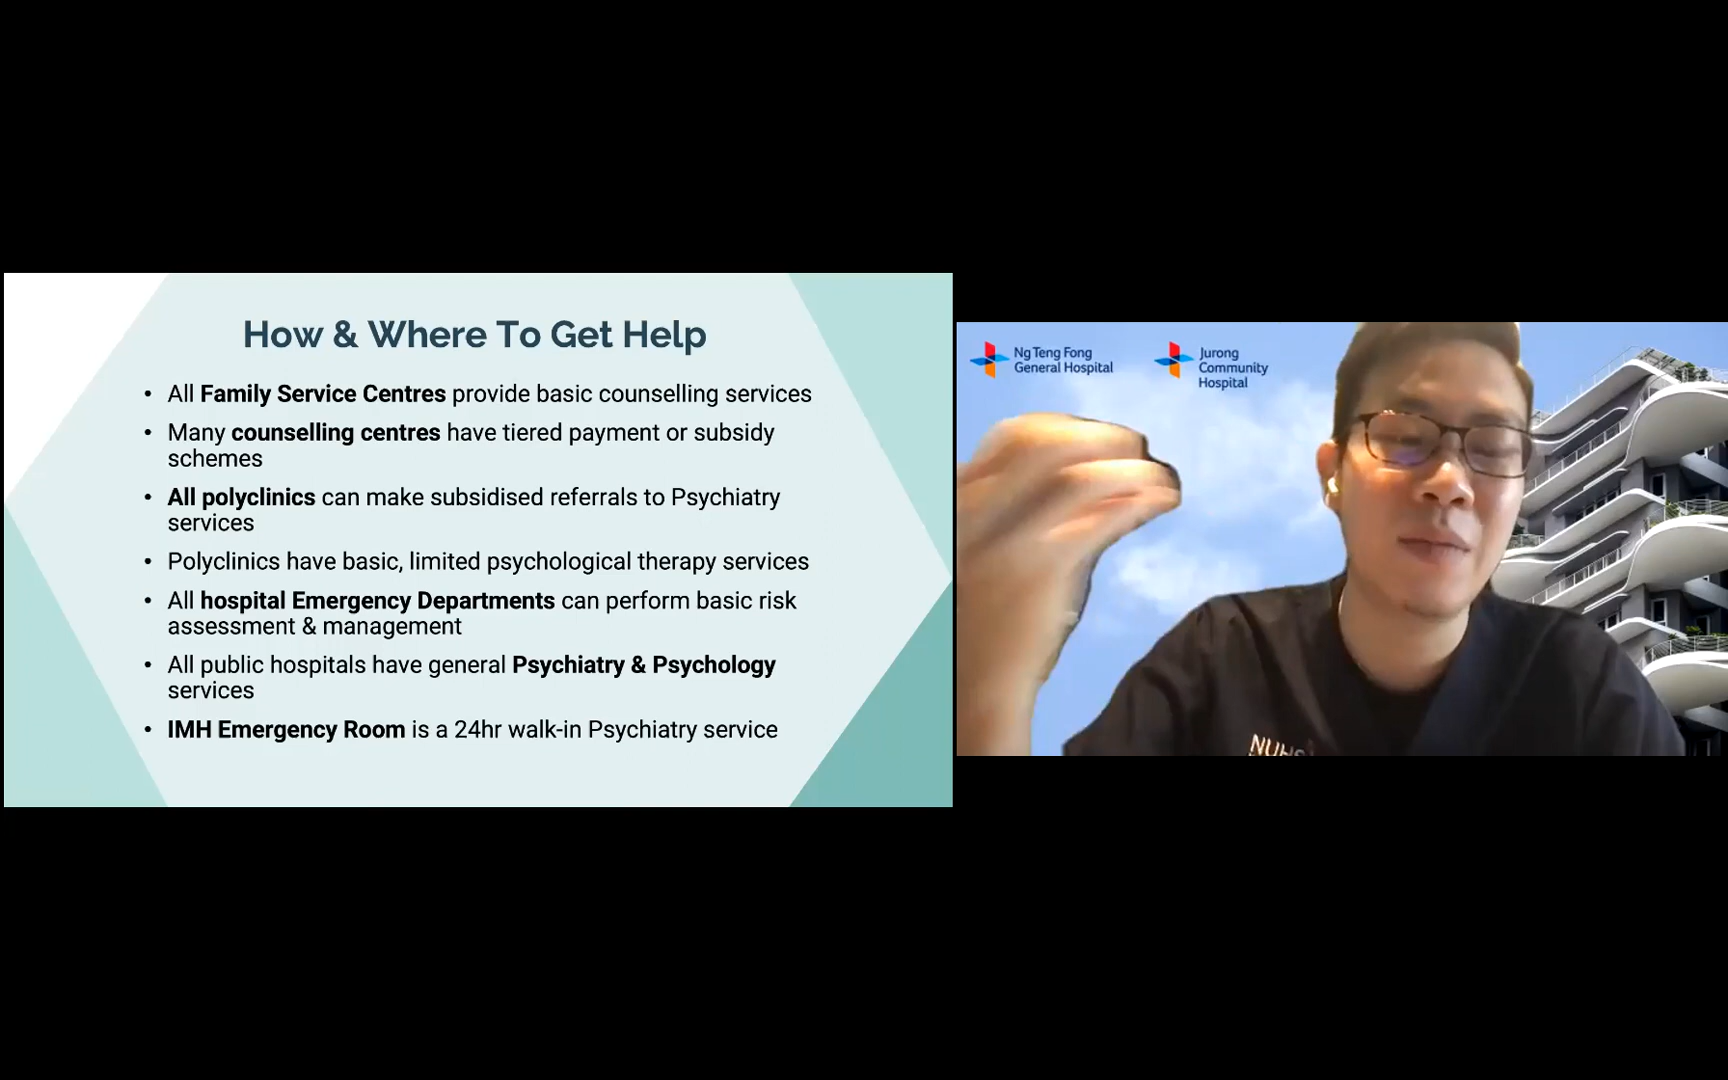 How & Where To Get Help
• All Family Service Centres provide basic counselling services
• Many counselling centres have tiered payment or subsidy
schemes
• All polyclinics can make subsidised referrals to Psychiatry
services
• Polyclinics have basic, limited psychological therapy services
• All hospital Emergency Departments can perform basic risk
assessment & management
• All public hospitals have general Psychiatry & Psychology
services
• IMH Emergency Room is a 24hr walk-in Psychiatry service
Ng Teng Fong
General Hospital
Jurong
Community
Hospital
NUHS